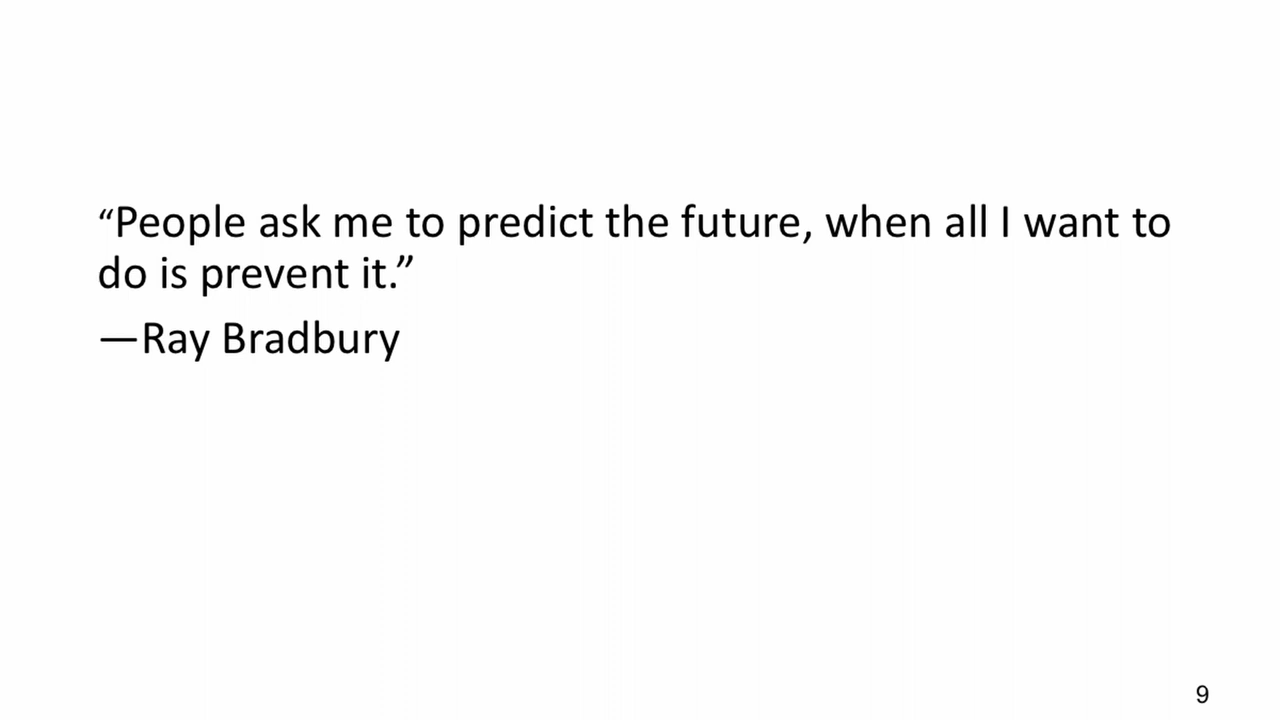 “People ask me to predict the future, when all I want to
do is prevent it.”
—Ray Bradbury
9